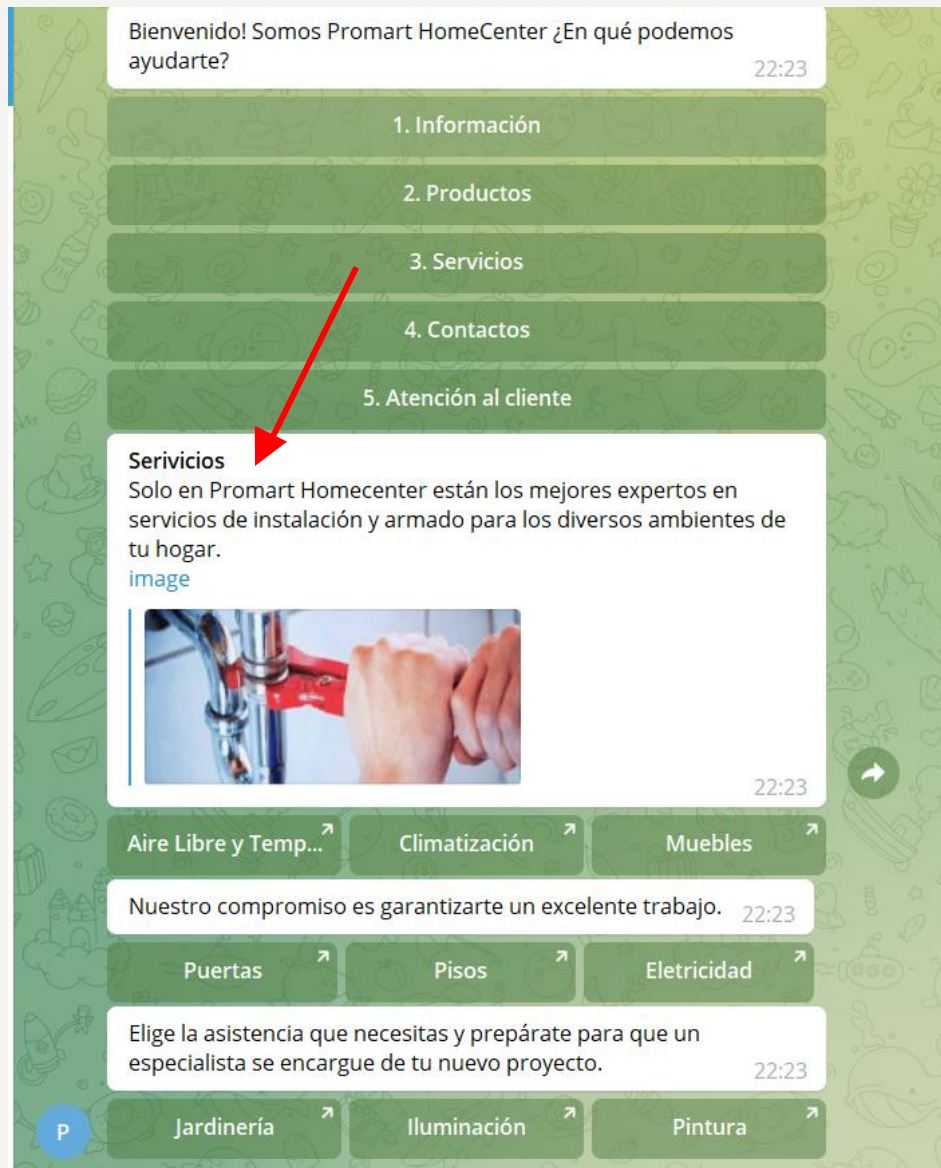 Bienvenido! Somos Promart HomeCenter ¿En qué podemos
ayudarte?
22:23
1. Información
2. Productos
3. Servicios
4. Contactos
5. Atención al cliente
Serivicios
Solo en Promart Homecenter están los mejores expertos en
servicios de instalación y armado para los diversos ambientes de
tu hogar.
image
22:23
Aire Libre y Temp... Climatización Muebles
Nuestro compromiso es garantizarte un excelente trabajo. 22:23
Puertas Pisos Eletricidad
Elige la asistencia que necesitas y prepárate para que un
especialista se encargue de tu nuevo proyecto.
22:23
P Jardinería Iluminación Pintura